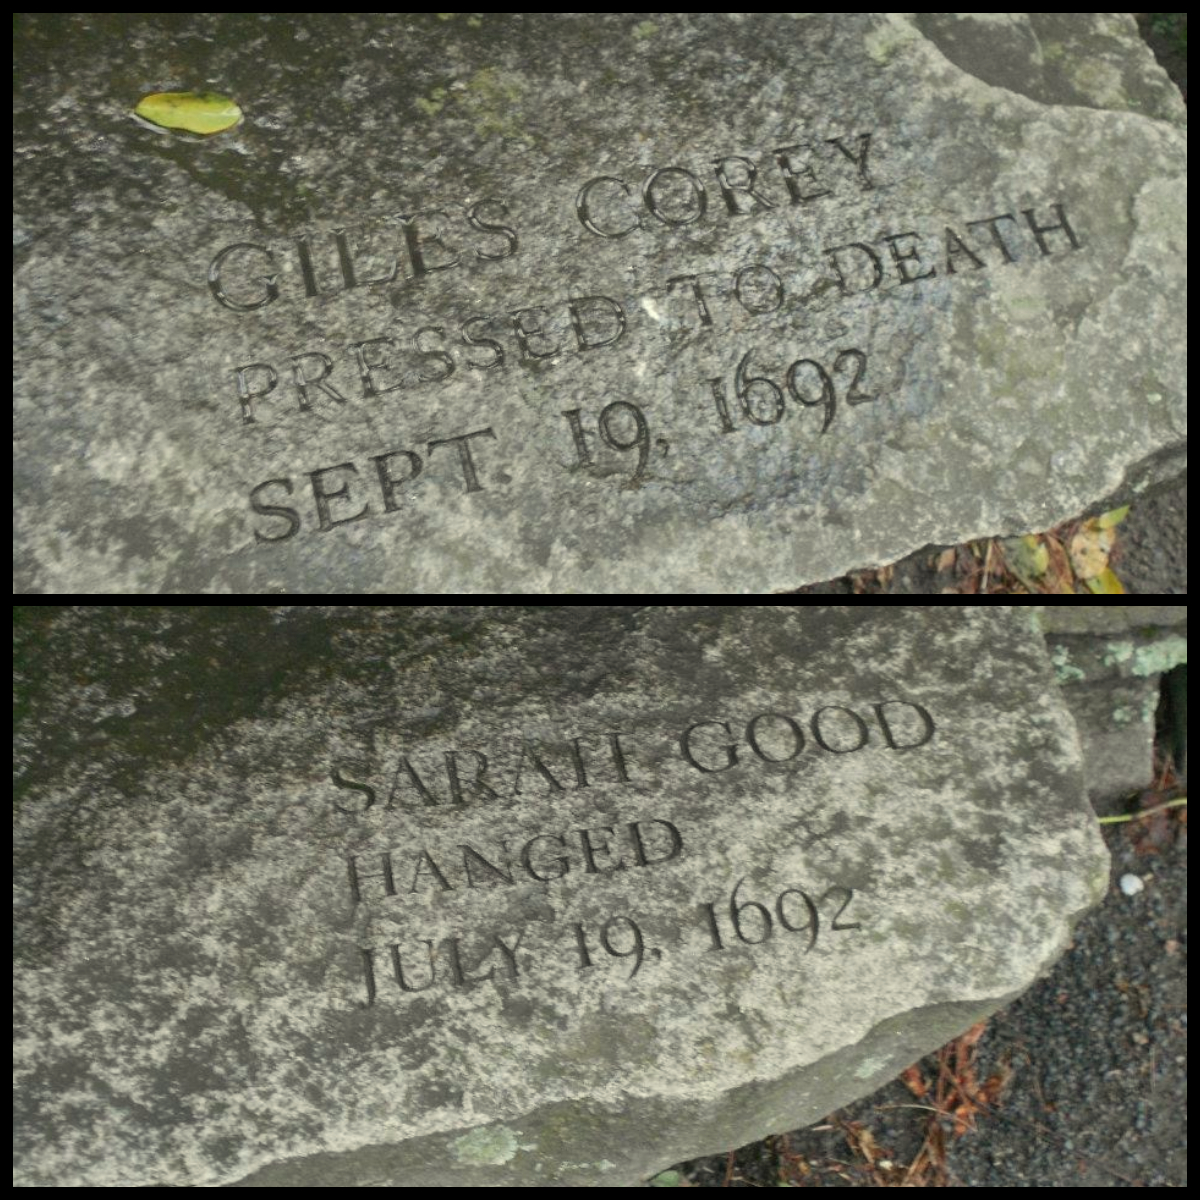 GILES COREY
PRESSED TO DEATH
SEPT. 19, 1692
SARAH GOOD
HANGED
JULY 19, 1692